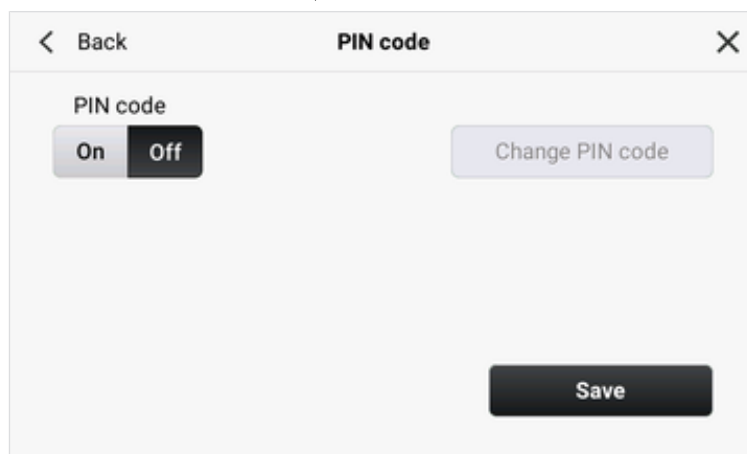 Back PIN code
PIN code
On Off Change PIN code
Save